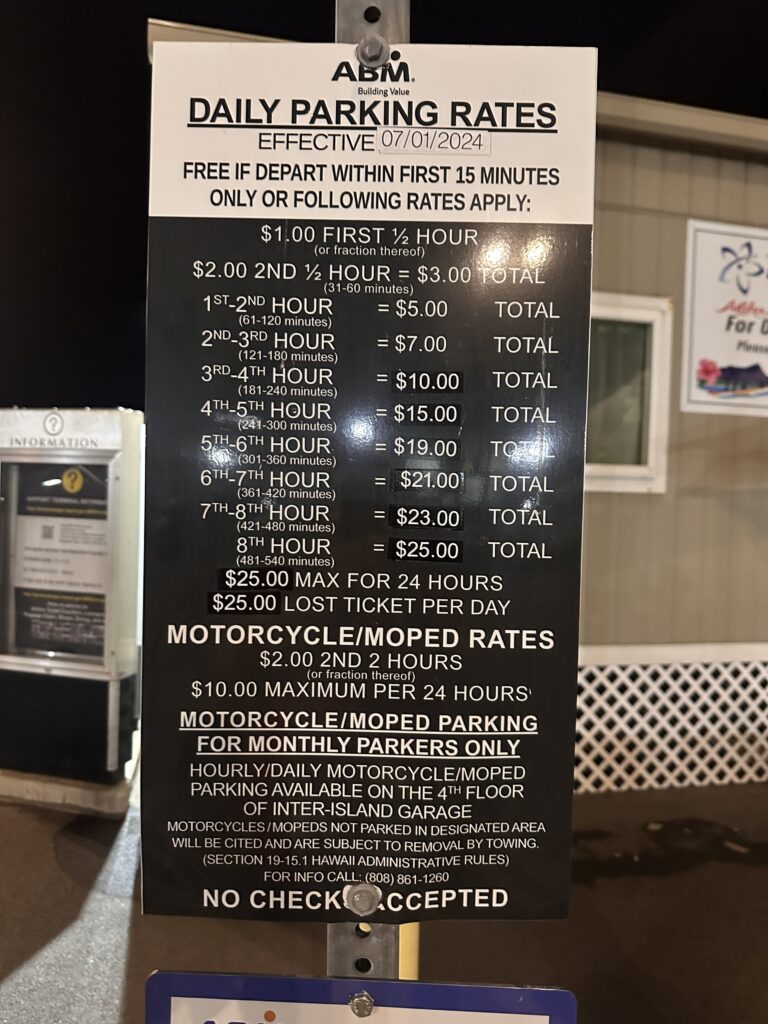 ABM.
Building Value
DAILY PARKING RATES
EFFECTIVE 07/01/2024
FREE IF DEPART WITHIN FIRST 15 MINUTES
ONLY OR FOLLOWING RATES APPLY:
$1.00 FIRST ½ HOUR
(or fraction thereof)
$2.00 2ND ½ HOUR = $3.00 TOTAL
(31-60 minutes)
1ST-2ND HOUR = $5.00 TOTAL
(61-120 minutes)
2ND-3RD HOUR = $7.00 TOTAL
(121-180 minutes)
3RD-4TH HOUR = $10.00 TOTAL
(181-240 minutes)
4TH-5TH HOUR = $15.00 TOTAL
(241-300 minutes)
5TH-6TH HOUR = $19.00 TOTAL
(301-360 minutes)
6TH-7TH HOUR = $21.00 TOTAL
(361-420 minutes)
7TH-8TH HOUR = $23.00 TOTAL
(421-480 minutes)
8TH HOUR = $25.00 TOTAL
(481-540 minutes)
$25.00 MAX FOR 24 HOURS
$25.00 LOST TICKET PER DAY
MOTORCYCLE/MOPED RATES
$2.00 2ND 2 HOURS
(or fraction thereof)
$10.00 MAXIMUM PER 24 HOURS
MOTORCYCLE/MOPED PARKING
FOR MONTHLY PARKERS ONLY
HOURLY/DAILY MOTORCYCLE/MOPED
PARKING AVAILABLE ON THE 4TH FLOOR
OF INTER-ISLAND GARAGE
MOTORCYCLES/MOPEDS NOT PARKED IN DESIGNATED AREA
WILL BE CITED AND ARE SUBJECT TO REMOVAL BY TOWING.
(SECTION 19-15.1 HAWAII ADMINISTRATIVE RULES)
FOR INFO CALL: (808) 861-1260
NO CHECKS ACCEPTED
INFORMATION
Aloha
For
Please